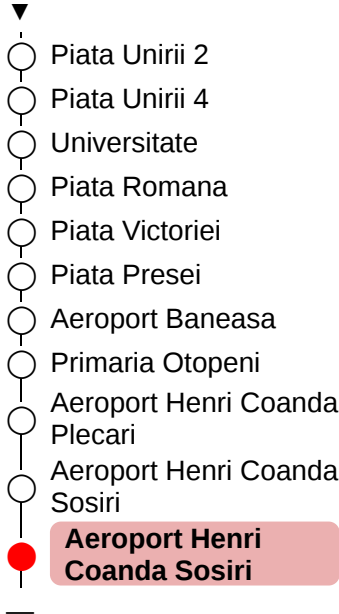 Piata Unirii 2
Piata Unirii 4
Universitate
Piata Romana
Piata Victoriei
Piata Presei
Aeroport Baneasa
Primaria Otopeni
Aeroport Henri Coanda
Plecari
Aeroport Henri Coanda
Sosiri
Aeroport Henri
Coanda Sosiri